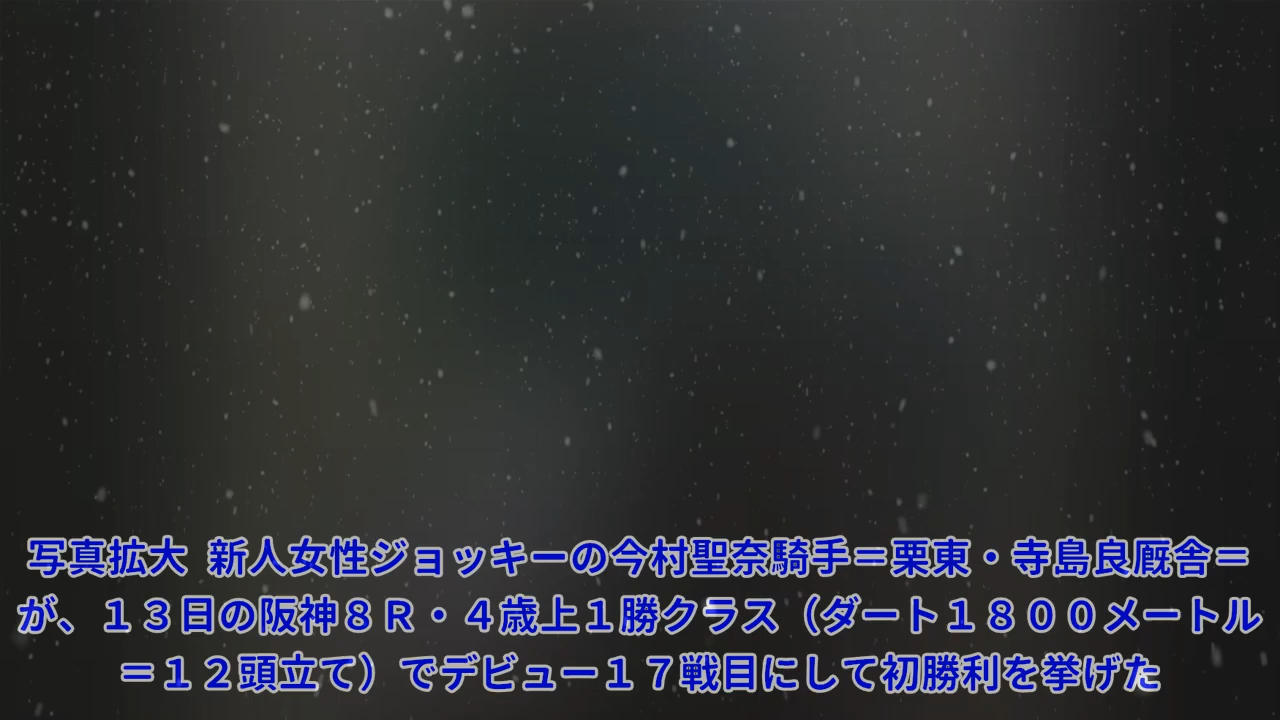 写真拡大 新人女性ジョッキーの今村聖奈騎手＝栗東・寺島良厩舎＝
が、１３日の阪神８Ｒ・４歳上１勝クラス（ダート１８００メートル
＝１２頭立て）でデビュー１７戦目にして初勝利を挙げた